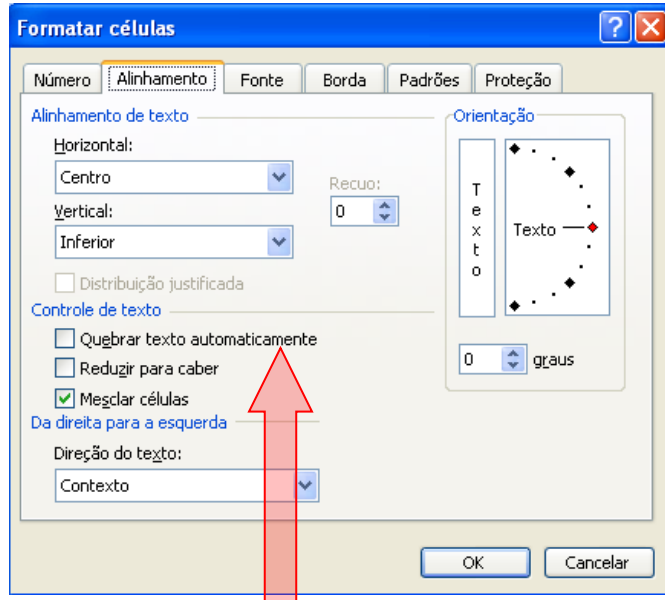 Formatar células
Número Alinhamento Fonte Borda Padrões Proteção
Alinhamento de texto
Horizontal:
Centro
Recuo:
0
Vertical:
Inferior
Distribuição justificada
Controle de texto
Quebrar texto automaticamente
Reduzir para caber
Mesclar células
Da direita para a esquerda
Direção do texto:
Contexto
Orientação
Texto
Texto
0 graus
OK Cancelar